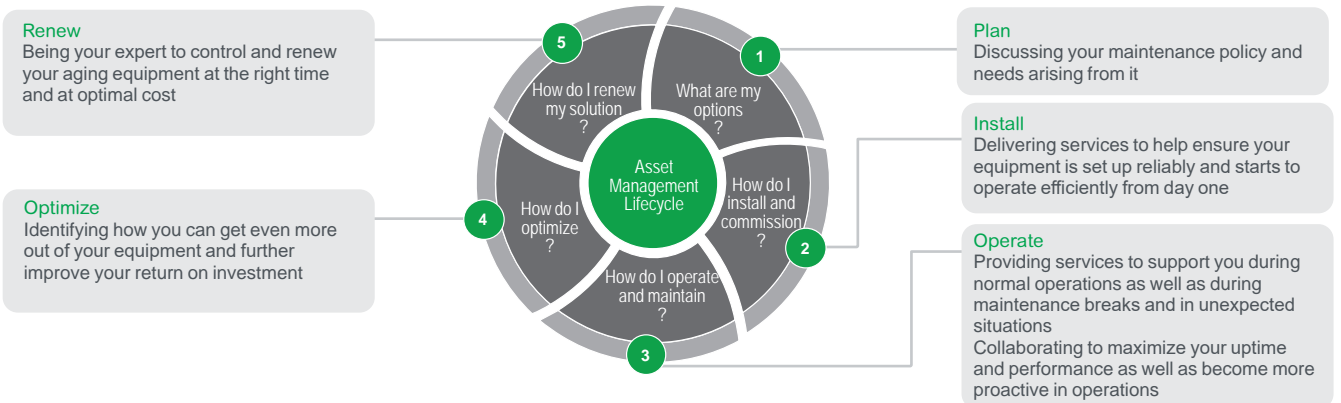 Renew
Being your expert to control and renew
your aging equipment at the right time
and at optimal cost
Optimize
Identifying how you can get even more
out of your equipment and further
improve your return on investment
5
How do I renew
my solution
?
1
What are my
options
?
Asset
Management
Lifecycle
4
How do I
optimize
?
How do I
install and
commission
?
2
How do I operate
and maintain
?
3
Plan
Discussing your maintenance policy and
needs arising from it
Install
Delivering services to help ensure your
equipment is set up reliably and starts to
operate efficiently from day one
Operate
Providing services to support you during
normal operations as well as during
maintenance breaks and in unexpected
situations
Collaborating to maximize your uptime
and performance as well as become more
proactive in operations